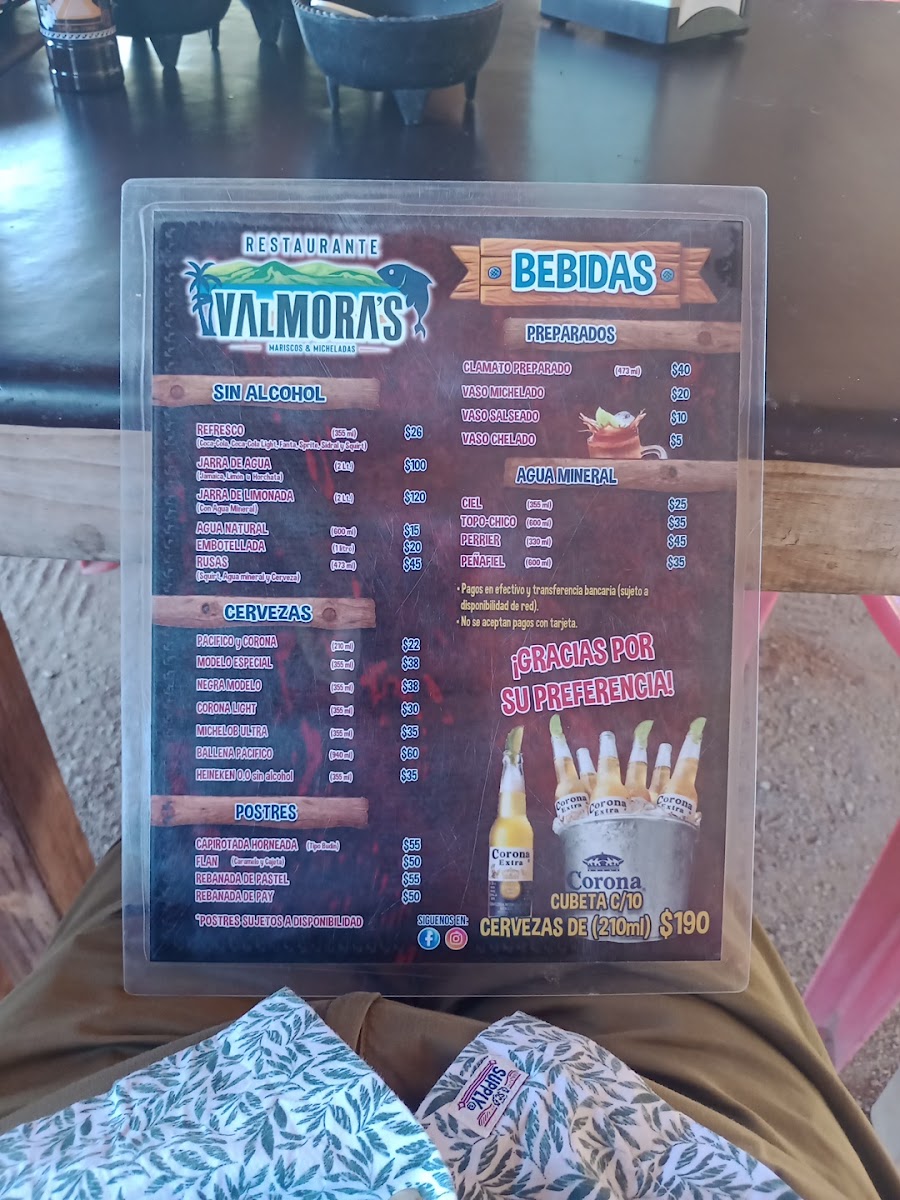 RESTAURANTE
VALMORA'S
MARISCOS & MICHELADAS
SIN ALCOHOL
REFRESCO (355 ml) $26
(Coca-Cola, Coca-Cola Light, Fanta, Sprite, Sidral y Squirt)
JARRA DE AGUA (2 Lt.) $100
(Jamaica, Limón u Horchata)
JARRA DE LIMONADA (2 Lt.) $120
(Con Agua Mineral)
AGUA NATURAL (600 ml) $15
EMBOTELLADA (1 litro) $20
RUSAS (473 ml) $45
(Squirt, Agua mineral y Cerveza)
CERVEZAS
PACIFICO y CORONA (210 ml) $22
MODELO ESPECIAL (355 ml) $38
NEGRA MODELO (355 ml) $38
CORONA LIGHT (355 ml) $30
MICHELOB ULTRA (355 ml) $35
BALLENA PACIFICO (940 ml) $60
HEINEKEN 0.0 sin alcohol (355 ml) $35
POSTRES
CAPIROTADA HORNEADA (Tipo Budín) $55
FLAN (Caramelo y Cajeta) $50
REBANADA DE PASTEL $55
REBANADA DE PAY $50
*POSTRES SUJETOS A DISPONIBILIDAD
SIGUENOS EN:
BEBIDAS
PREPARADOS
CLAMATO PREPARADO (473 ml) $40
VASO MICHELADO $20
VASO SALSEADO $10
VASO CHELADO $5
AGUA MINERAL
CIEL (355 ml) $25
TOPO-CHICO (600 ml) $35
PERRIER (330 ml) $45
PEÑAFIEL (600 ml) $35
• Pagos en efectivo y transferencia bancaria (sujeto a
disponibilidad de red).
• No se aceptan pagos con tarjeta.
¡GRACIAS POR
SU PREFERENCIA!
Corona
Extra
Corona
Extra
Corona
Extra
Corona
Extra
Corona
CUBETA C/10
CERVEZAS DE (210ml) $190
SUPPLY